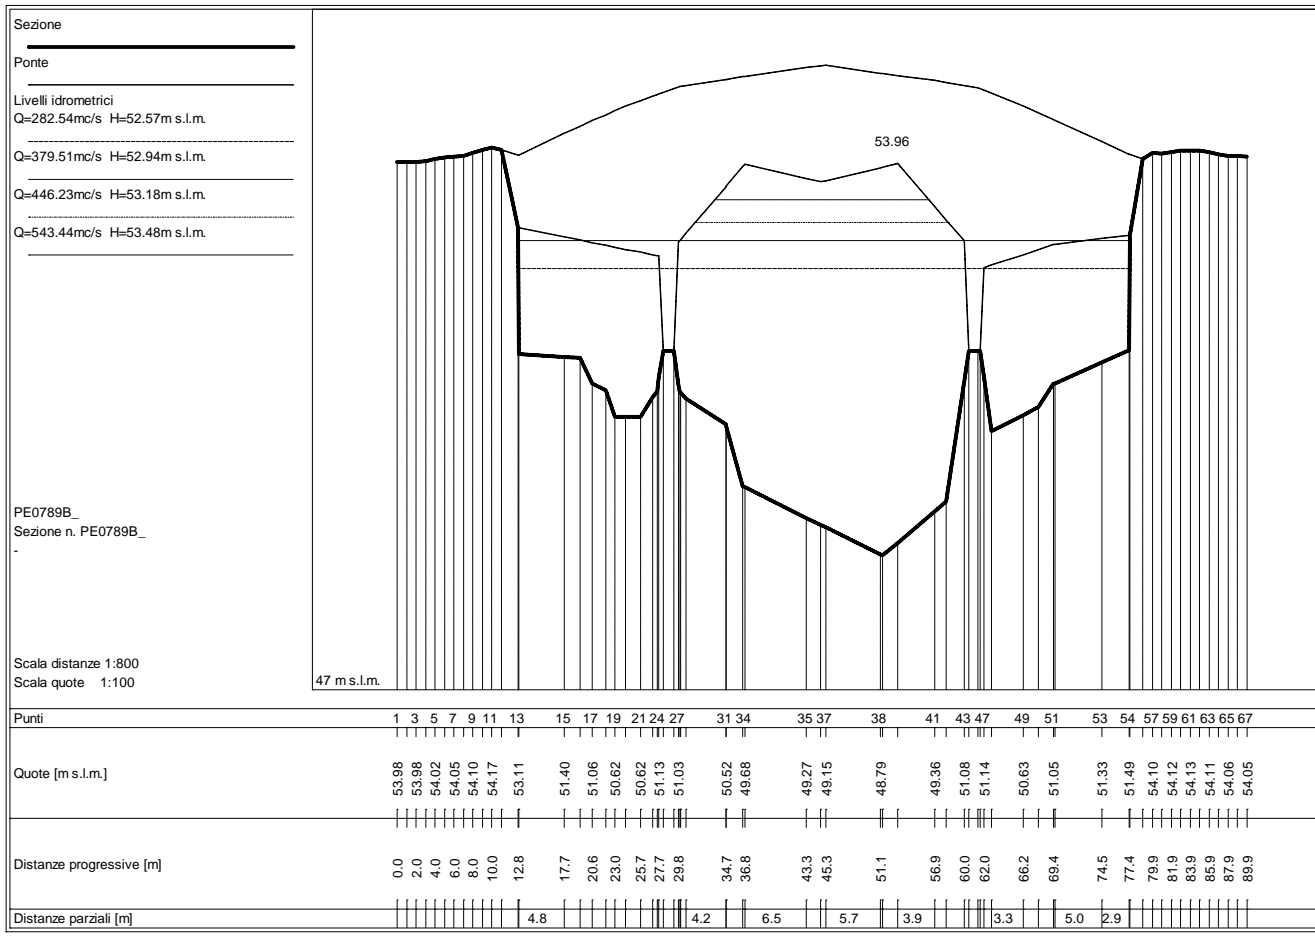 Sezione
Ponte
Livelli idrometrici
Q=282.54mc/s H=52.57m s.l.m.
Q=379.51mc/s H=52.94m s.l.m.
Q=446.23mc/s H=53.18m s.l.m.
Q=543.44mc/s H=53.48m s.l.m.
53.96
PE0789B_
Sezione n. PE0789B_
-
Scala distanze 1:800
Scala quote 1:100
47 m s.l.m.
Punti 1 3 5 7 9 11 13 15 17 19 21 24 27 31 34 35 37 38 41 43 47 49 51 53 54 57 59 61 63 65 67
Quote [m s.l.m.] 53.98 53.98 54.02 54.05 54.10 54.17 53.11 51.40 51.06 50.62 50.62 51.13 51.03 50.52 49.68 49.27 49.15 48.79 49.36 51.08 51.14 50.63 51.05 51.33 51.49 54.10 54.12 54.13 54.11 54.06 54.05
Distanze progressive [m] 0.0 2.0 4.0 6.0 8.0 10.0 12.8 17.7 20.6 23.0 25.7 27.7 29.8 34.7 36.8 43.3 45.3 51.1 56.9 60.0 62.0 66.2 69.4 74.5 77.4 79.9 81.9 83.9 85.9 87.9 89.9
Distanze parziali [m] 4.8 4.2 6.5 5.7 3.9 3.3 5.0 2.9